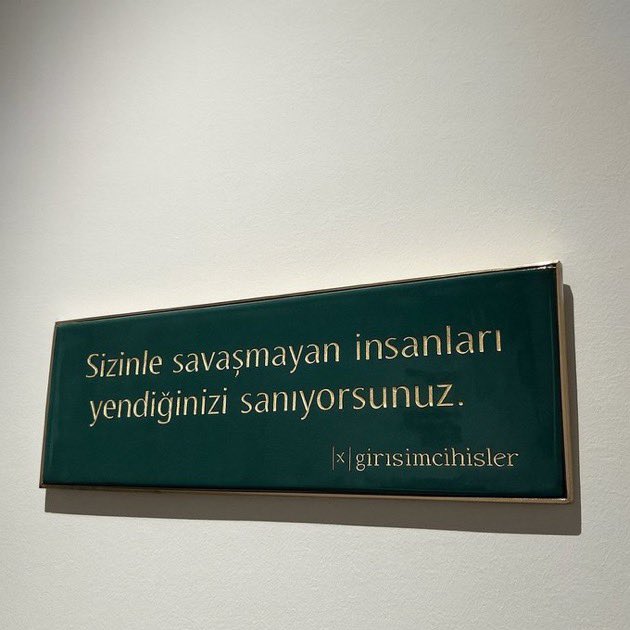 Sizinle savaşmayan insanları
yendiğinizi sanıyorsunuz.
|x| girisimcihisler